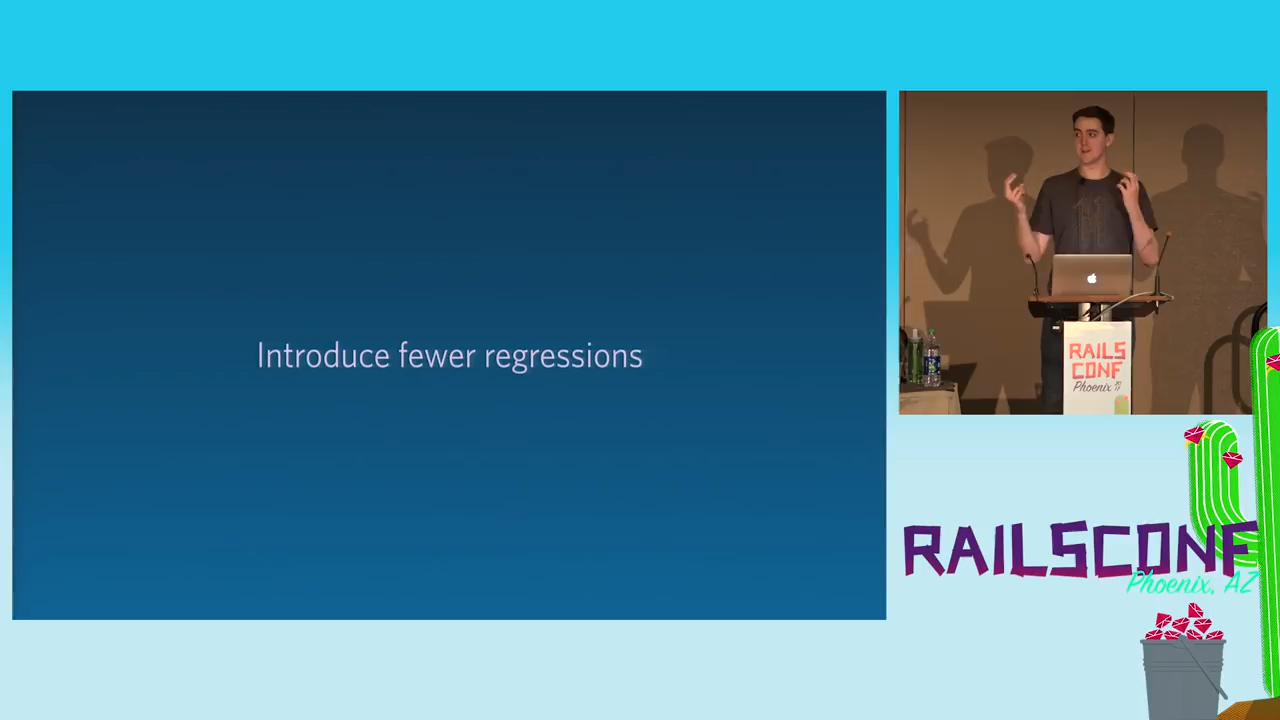 Introduce fewer regressions
RAILS
CONF
Phoenix
RAILSCONF
Phoenix, AZ